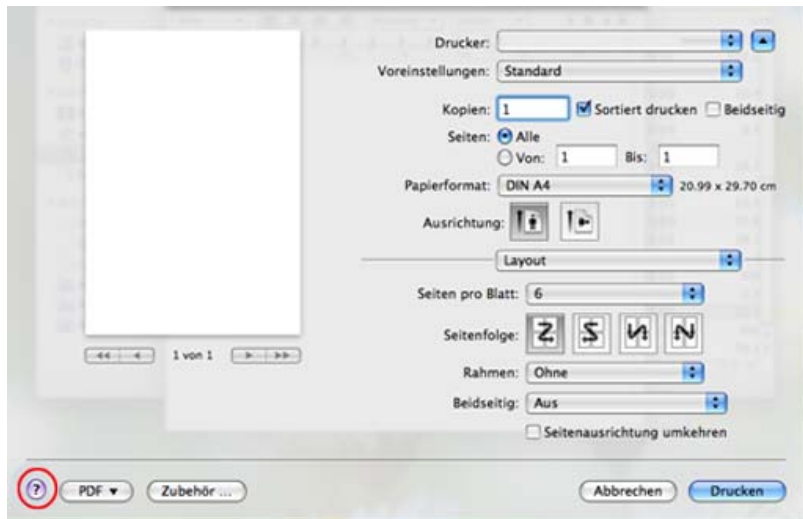 Drucker:
Voreinstellungen: Standard
Kopien: 1 Sortiert drucken Beidseitig
Seiten: Alle
Von: 1 Bis: 1
Papierformat: DIN A4 20.99 x 29.70 cm
Ausrichtung:
Layout
Seiten pro Blatt: 6
Seitenfolge:
1 von 1
Rahmen: Ohne
Beidseitig: Aus
Seitenausrichtung umkehren
? PDF ▼ Zubehör ... Abbrechen Drucken